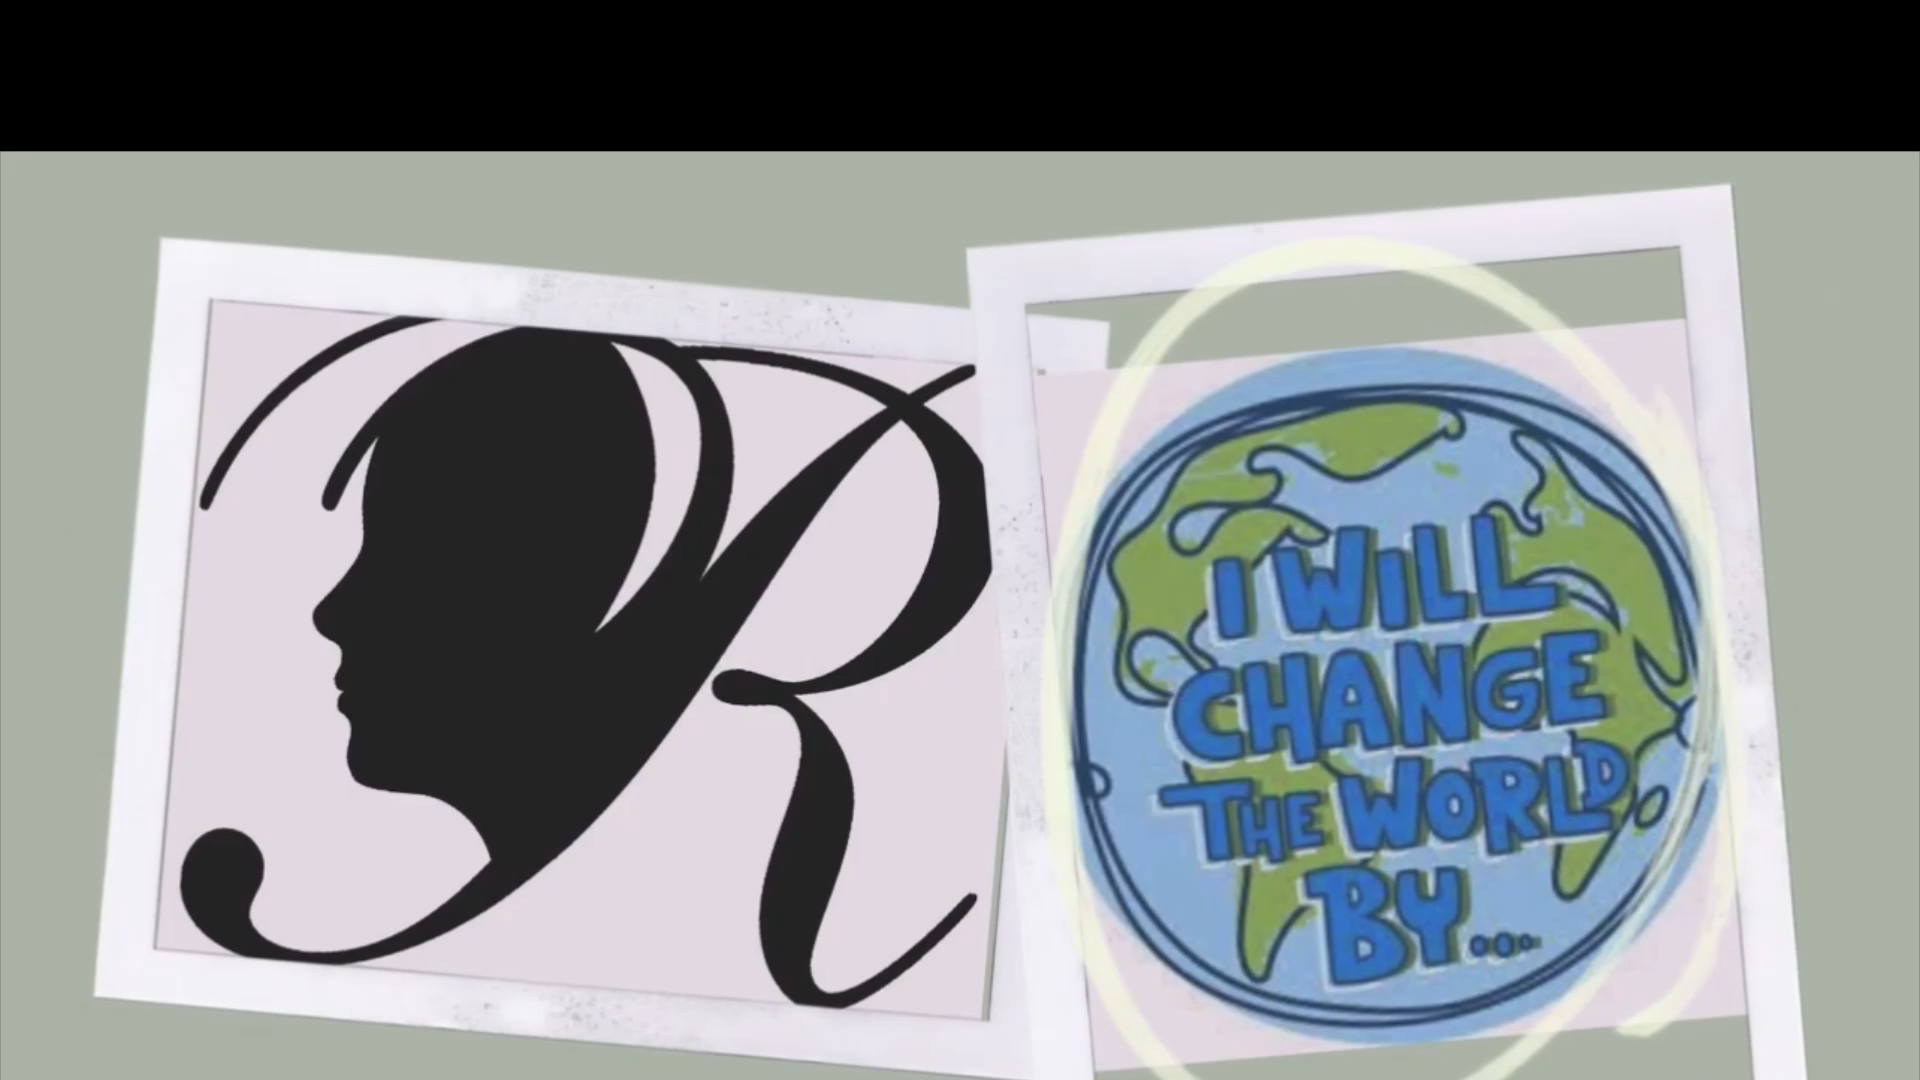 R
I WILL
CHANGE
THE WORLD
BY...